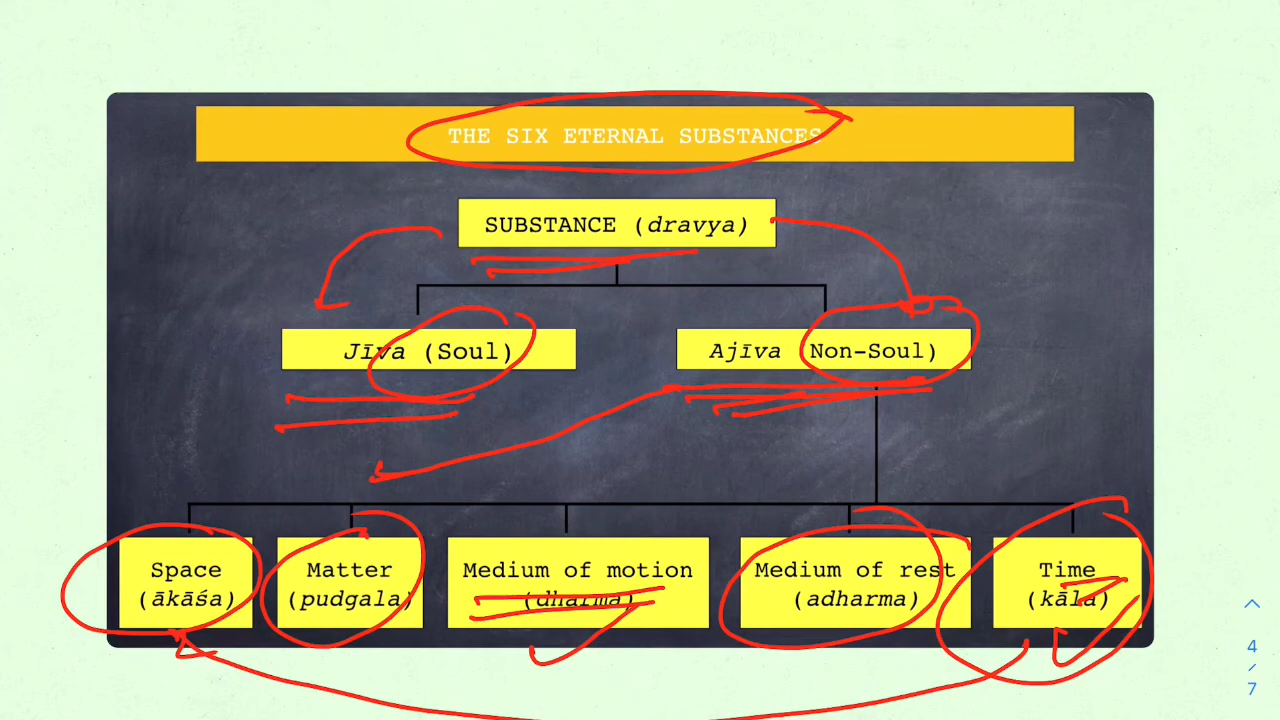 THE SIX ETERNAL SUBSTANCES
SUBSTANCE (dravya)
Jīva (Soul)
Ajīva (Non-Soul)
Space
(ākāśa)
Matter
(pudgala)
Medium of motion
(dharma)
Medium of rest
(adharma)
Time
(kāla)
4
/
7